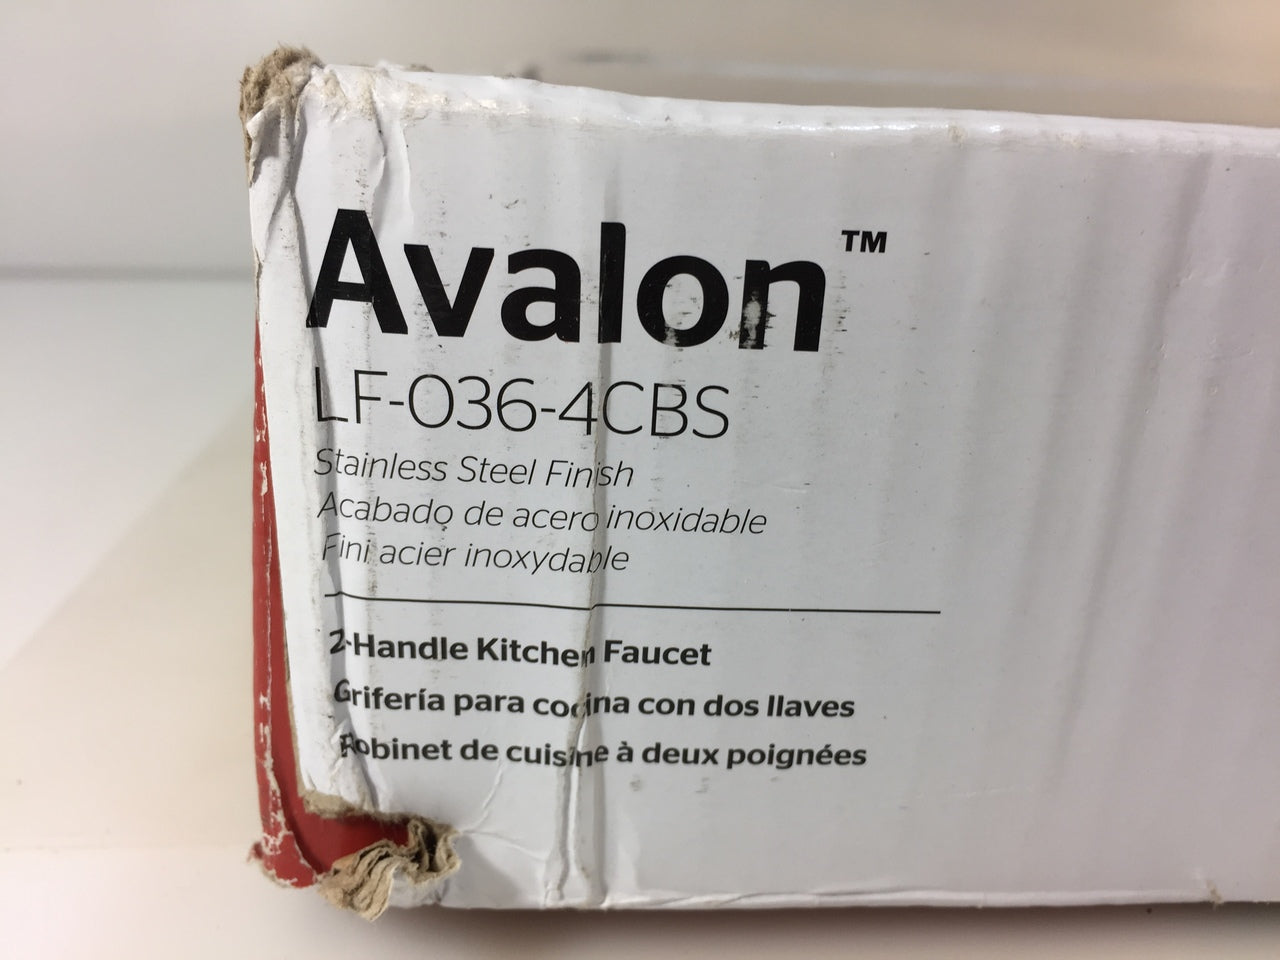 Avalon™
LF-036-4CBS
Stainless Steel Finish
Acabado de acero inoxidable
Fini acier inoxydable
2-Handle Kitchen Faucet
Grifería para cocina con dos llaves
Robinet de cuisine à deux poignées